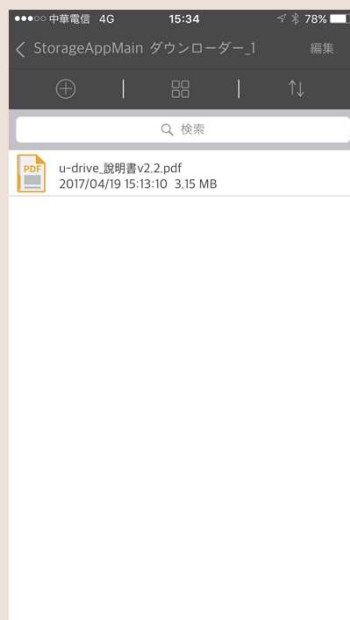 中華電信 4G 15:34 78%
StorageAppMain ダウンローダー_1 編集
検索
PDF
u-drive_說明書v2.2.pdf
2017/04/19 15:13:10 3.15 MB